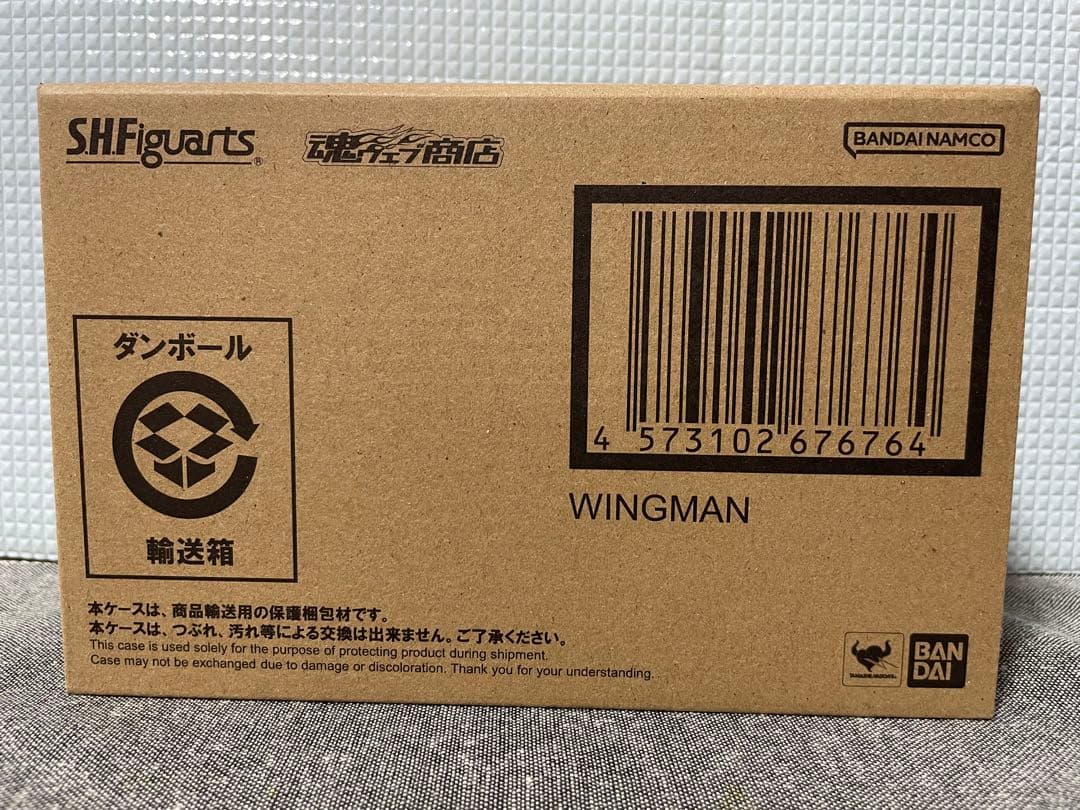 S.H.Figuarts®
魂ウェブ商店
BANDAI NAMCO
4 573102 676764
WINGMAN
ダンボール
輸送箱
本ケースは、商品輸送用の保護梱包材です。
本ケースは、つぶれ、汚れ等による交換は出来ません。ご了承ください。
This case is used solely for the purpose of protecting product during shipment.
Case may not be exchanged due to damage or discoloration. Thank you for your understanding.
TAMASHII NATIONS
BAN
DAI